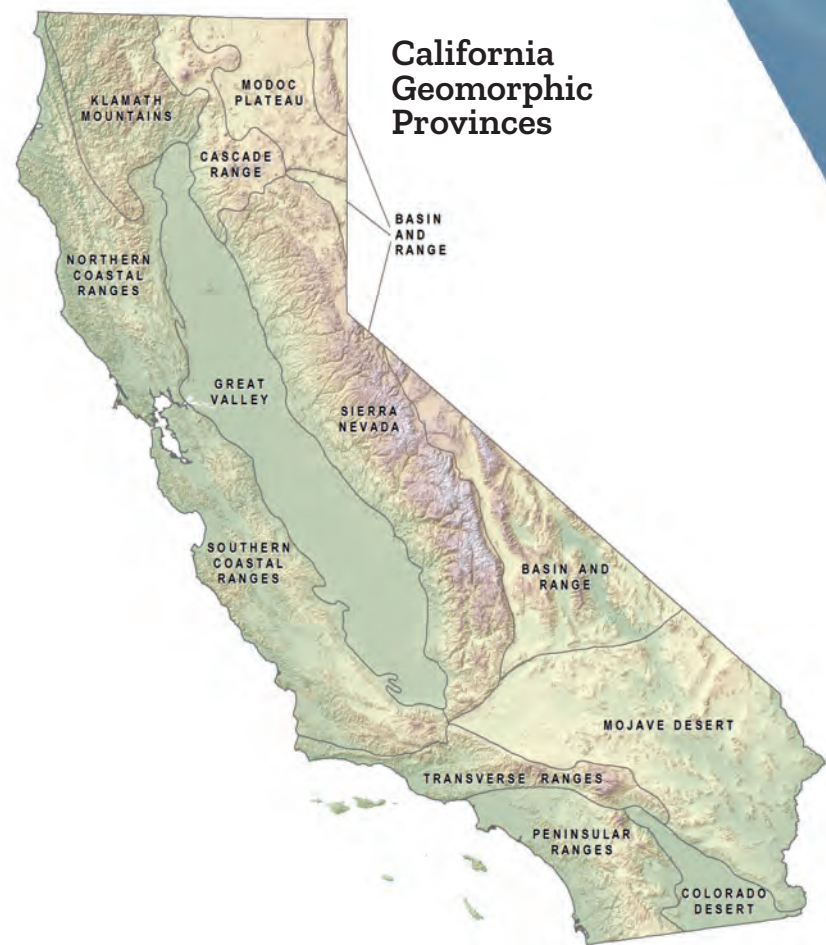 California
Geomorphic
Provinces
KLAMATH
MOUNTAINS
MODOC
PLATEAU
CASCADE
RANGE
BASIN
AND
RANGE
NORTHERN
COASTAL
RANGES
GREAT
VALLEY
SIERRA
NEVADA
SOUTHERN
COASTAL
RANGES
BASIN AND
RANGE
MOJAVE DESERT
TRANSVERSE RANGES
PENINSULAR
RANGES
COLORADO
DESERT